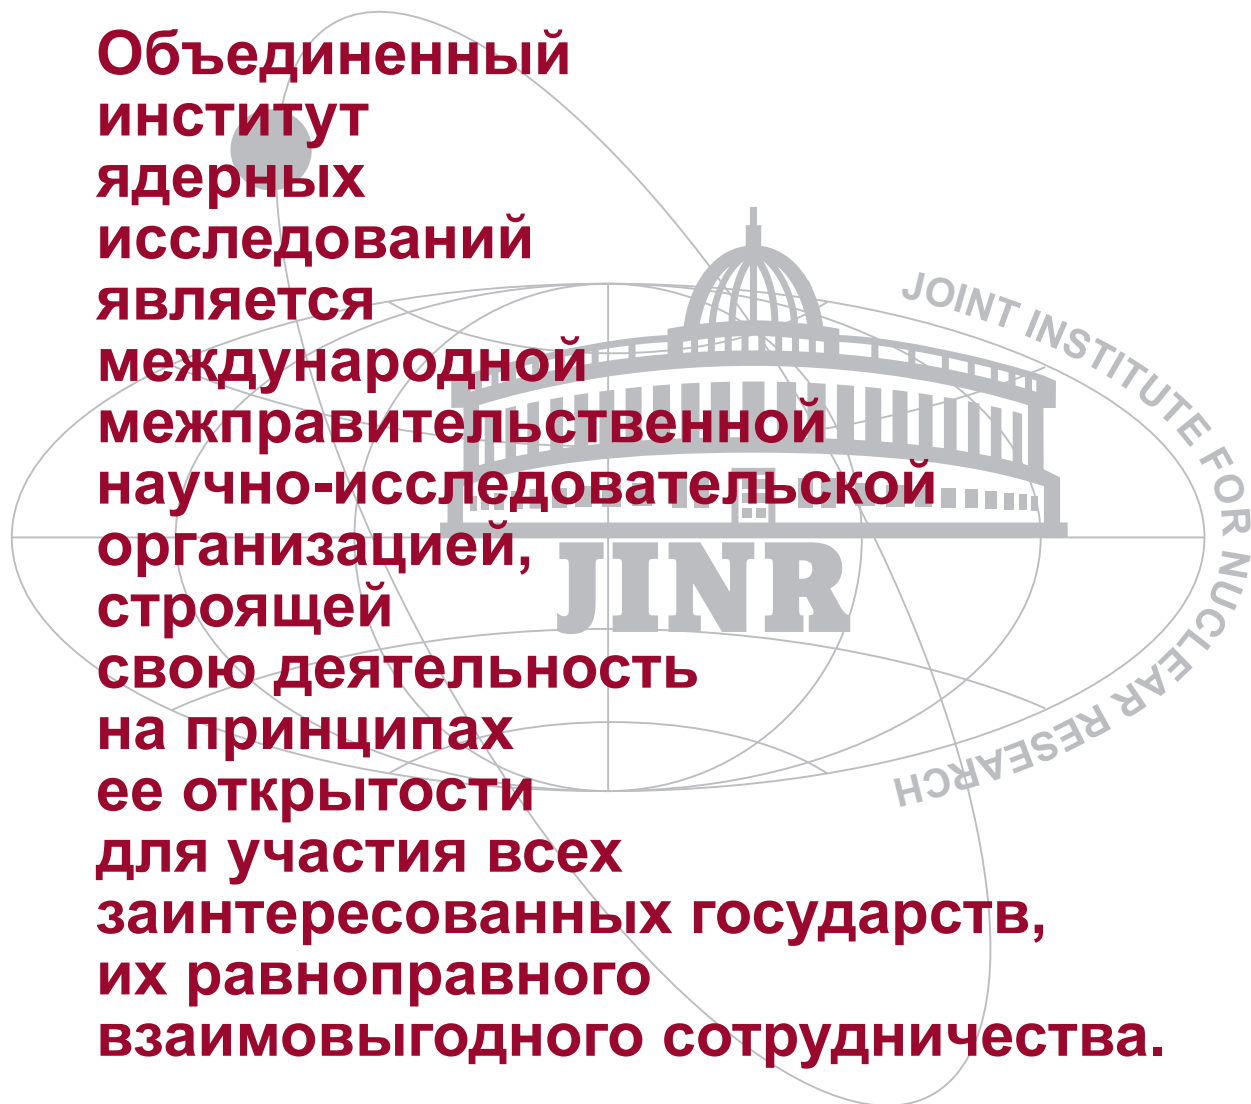 Объединенный
институт
ядерных
исследований
является
международной
межправительственной
научно-исследовательской
организацией,
строящей
свою деятельность
на принципах
ее открытости
для участия всех
заинтересованных государств,
их равноправного
взаимовыгодного сотрудничества.
JOINT INSTITUTE FOR NUCLEAR RESEARCH
JINR